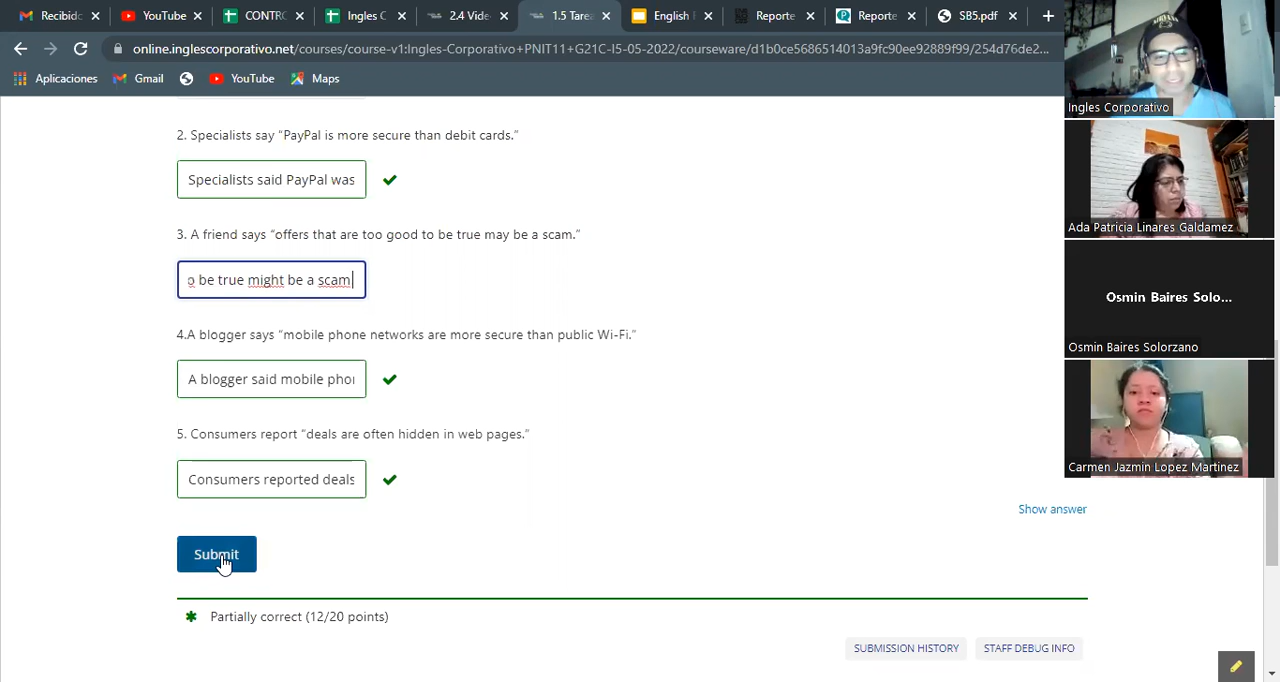 Recibidc
YouTube
CONTRC
Ingles C
2.4 Vide
1.5 Tarea
English F
Reporte
Reporte
SB5.pdf
online.inglescorporativo.net/courses/course-v1:Ingles-Corporativo+PNIT11+G21C-I5-05-2022/courseware/d1b0ce5686514013a9fc90ee92889f99/254d76de2...
Aplicaciones
Gmail
YouTube
Maps
2. Specialists say “PayPal is more secure than debit cards.”
Specialists said PayPal was
3. A friend says “offers that are too good to be true may be a scam.”
o be true might be a scam
4.A blogger says “mobile phone networks are more secure than public Wi-Fi.”
A blogger said mobile phor
5. Consumers report “deals are often hidden in web pages.”
Consumers reported deals
Show answer
Submit
Partially correct (12/20 points)
SUBMISSION HISTORY
STAFF DEBUG INFO
Ingles Corporativo
Ada Patricia Linares Galdamez
Osmin Baires Solo...
Osmin Baires Solorzano
Carmen Jazmin Lopez Martinez